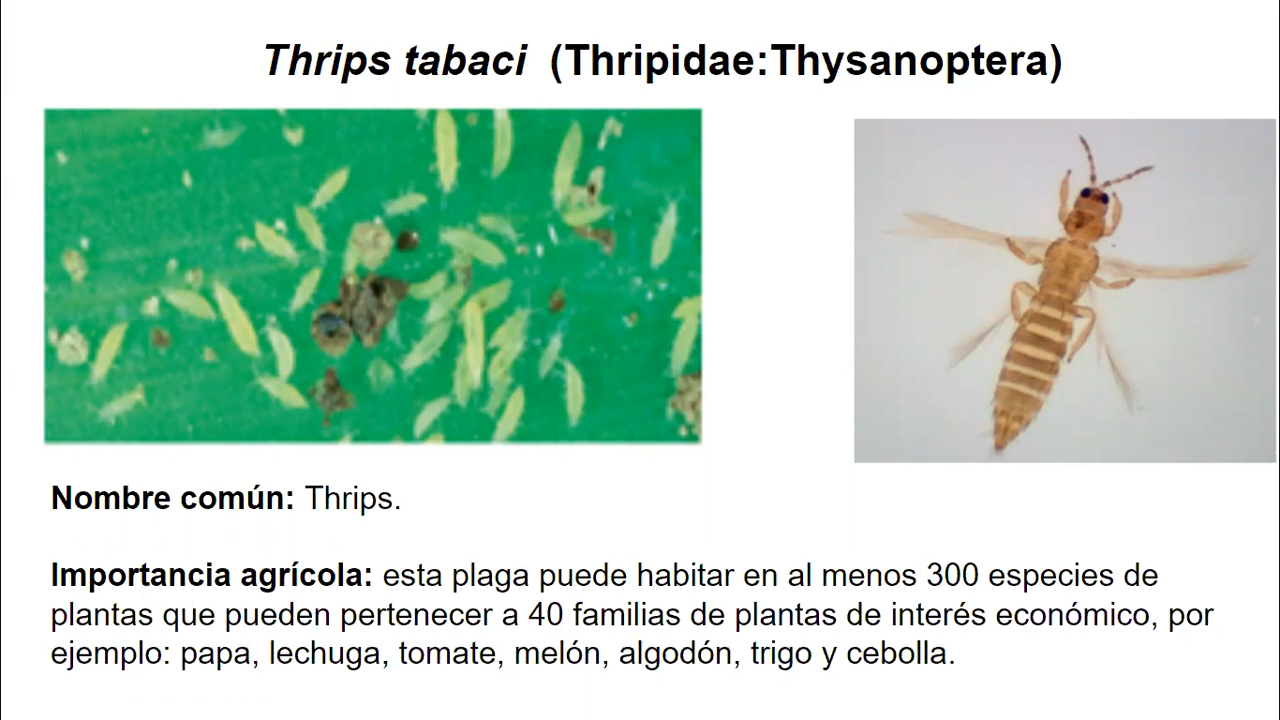 Thrips tabaci (Thripidae:Thysanoptera)
Nombre común: Thrips.
Importancia agrícola: esta plaga puede habitar en al menos 300 especies de
plantas que pueden pertenecer a 40 familias de plantas de interés económico, por
ejemplo: papa, lechuga, tomate, melón, algodón, trigo y cebolla.